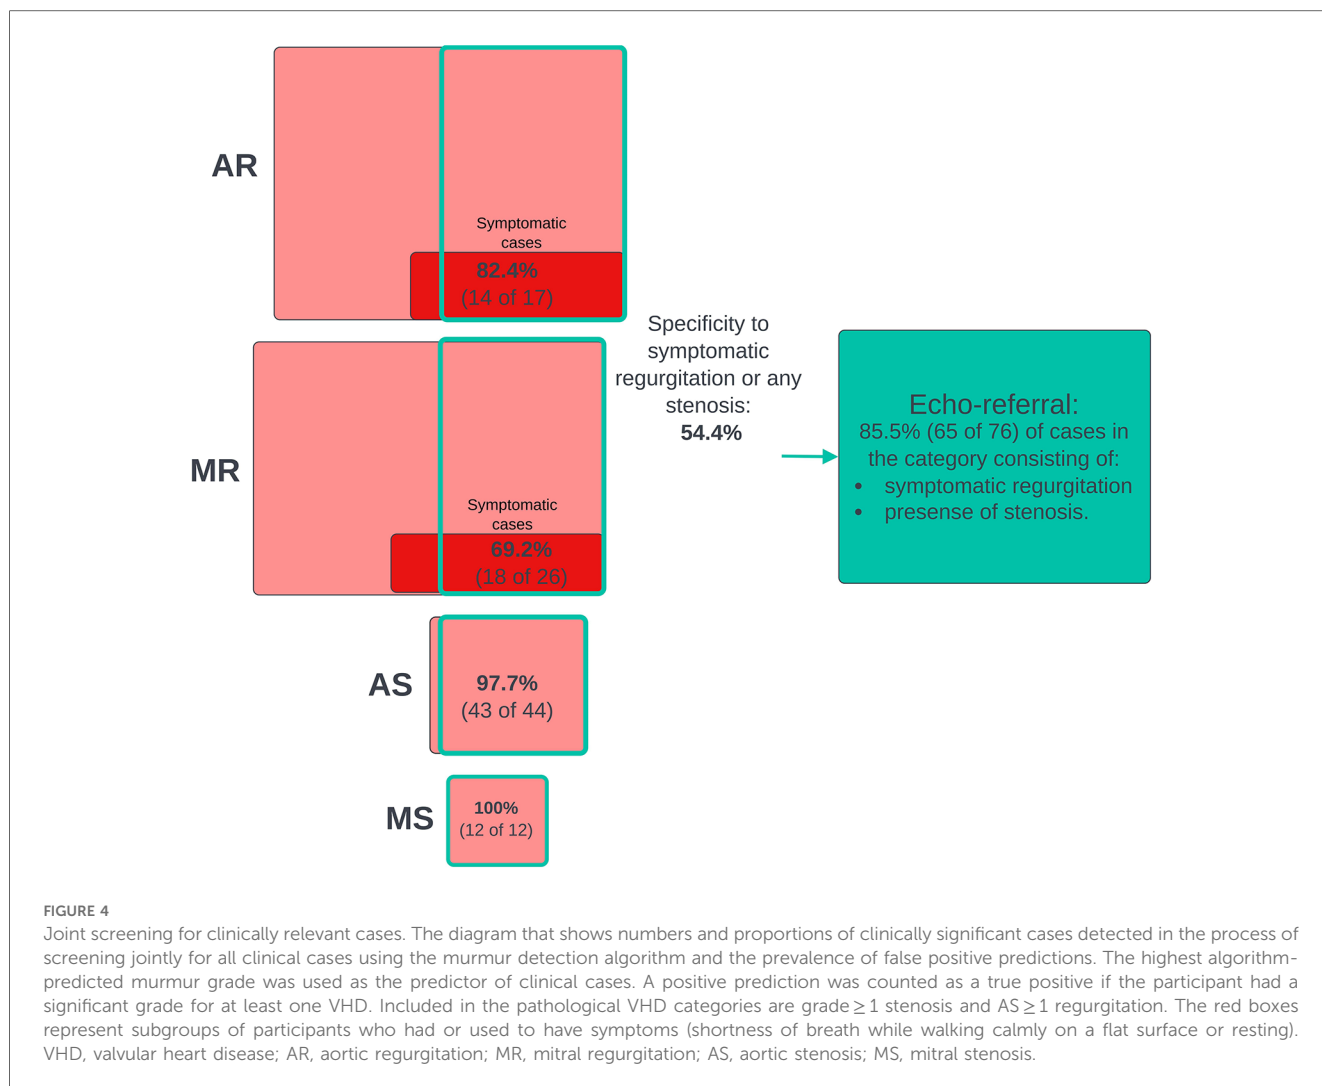 AR
Symptomatic
cases
82.4%
(14 of 17)
Specificity to
symptomatic
regurgitation or any
stenosis:
54.4%
Echo-referral:
85.5% (65 of 76) of cases in
the category consisting of:
• symptomatic regurgitation
• presense of stenosis.
MR
Symptomatic
cases
69.2%
(18 of 26)
AS
97.7%
(43 of 44)
MS
100%
(12 of 12)
FIGURE 4
Joint screening for clinically relevant cases. The diagram that shows numbers and proportions of clinically significant cases detected in the process of
screening jointly for all clinical cases using the murmur detection algorithm and the prevalence of false positive predictions. The highest algorithm-
predicted murmur grade was used as the predictor of clinical cases. A positive prediction was counted as a true positive if the participant had a
significant grade for at least one VHD. Included in the pathological VHD categories are grade ≥ 1 stenosis and AS ≥ 1 regurgitation. The red boxes
represent subgroups of participants who had or used to have symptoms (shortness of breath while walking calmly on a flat surface or resting).
VHD, valvular heart disease; AR, aortic regurgitation; MR, mitral regurgitation; AS, aortic stenosis; MS, mitral stenosis.